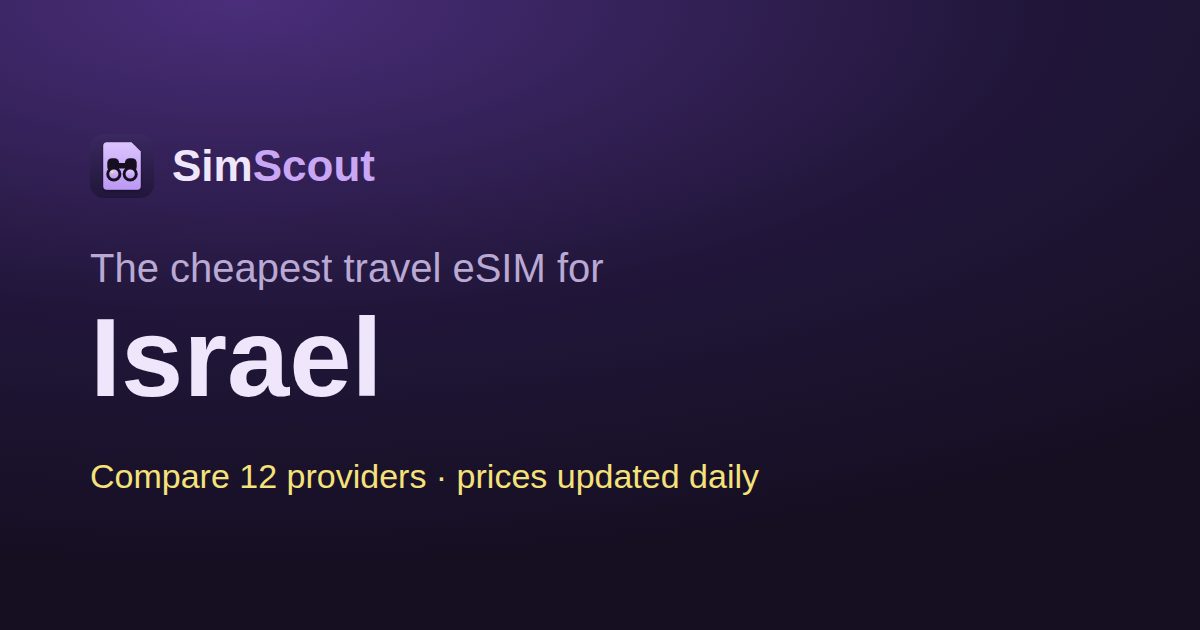 SimScout
The cheapest travel eSIM for
Israel
Compare 12 providers · prices updated daily